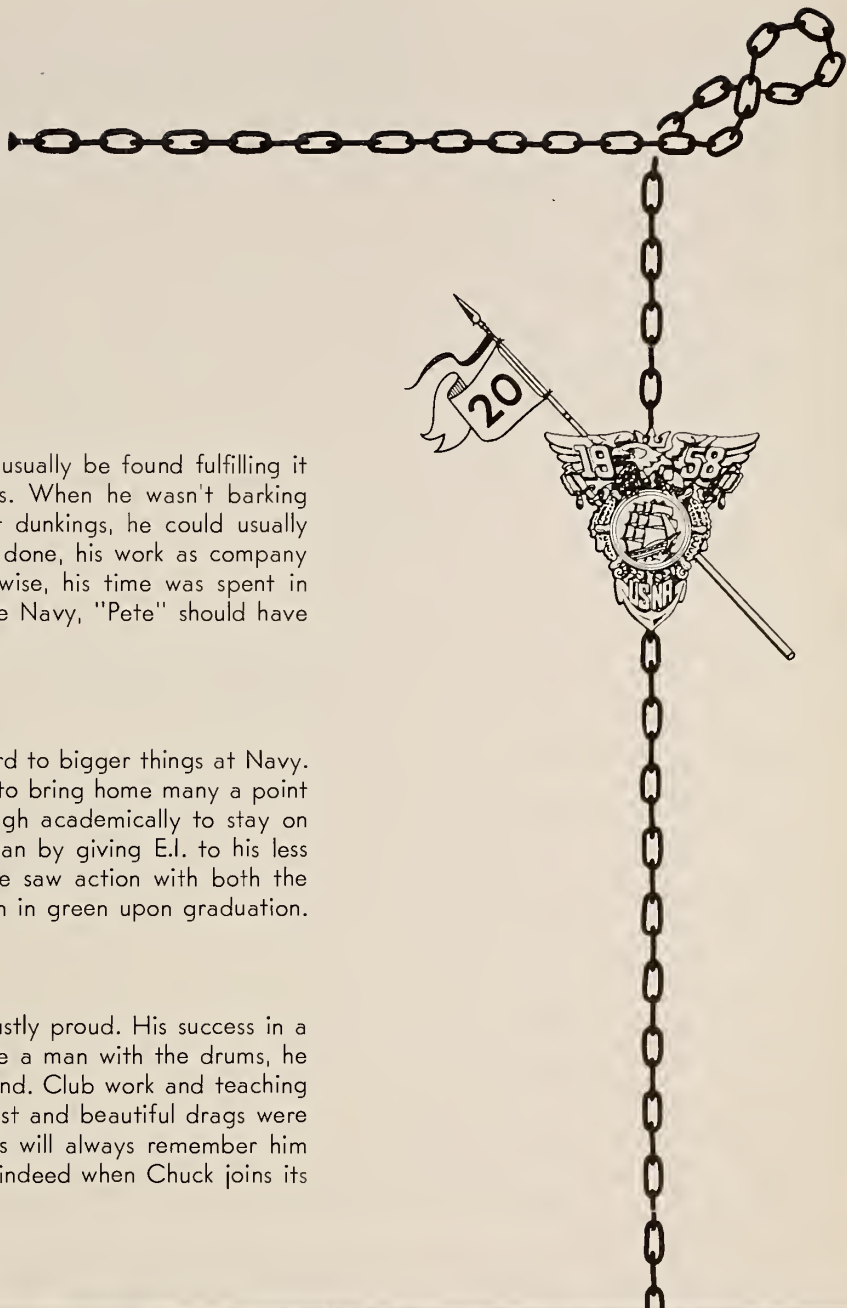 20
19 58
USNA
usually be found fulfilling it
s. When he wasn't barking
r dunkings, he could usually
done, his work as company
wise, his time was spent in
e Navy, "Pete" should have
rd to bigger things at Navy.
to bring home many a point
gh academically to stay on
an by giving E.I. to his less
e saw action with both the
n in green upon graduation.
ustly proud. His success in a
e a man with the drums, he
nd. Club work and teaching
st and beautiful drags were
s will always remember him
indeed when Chuck joins its